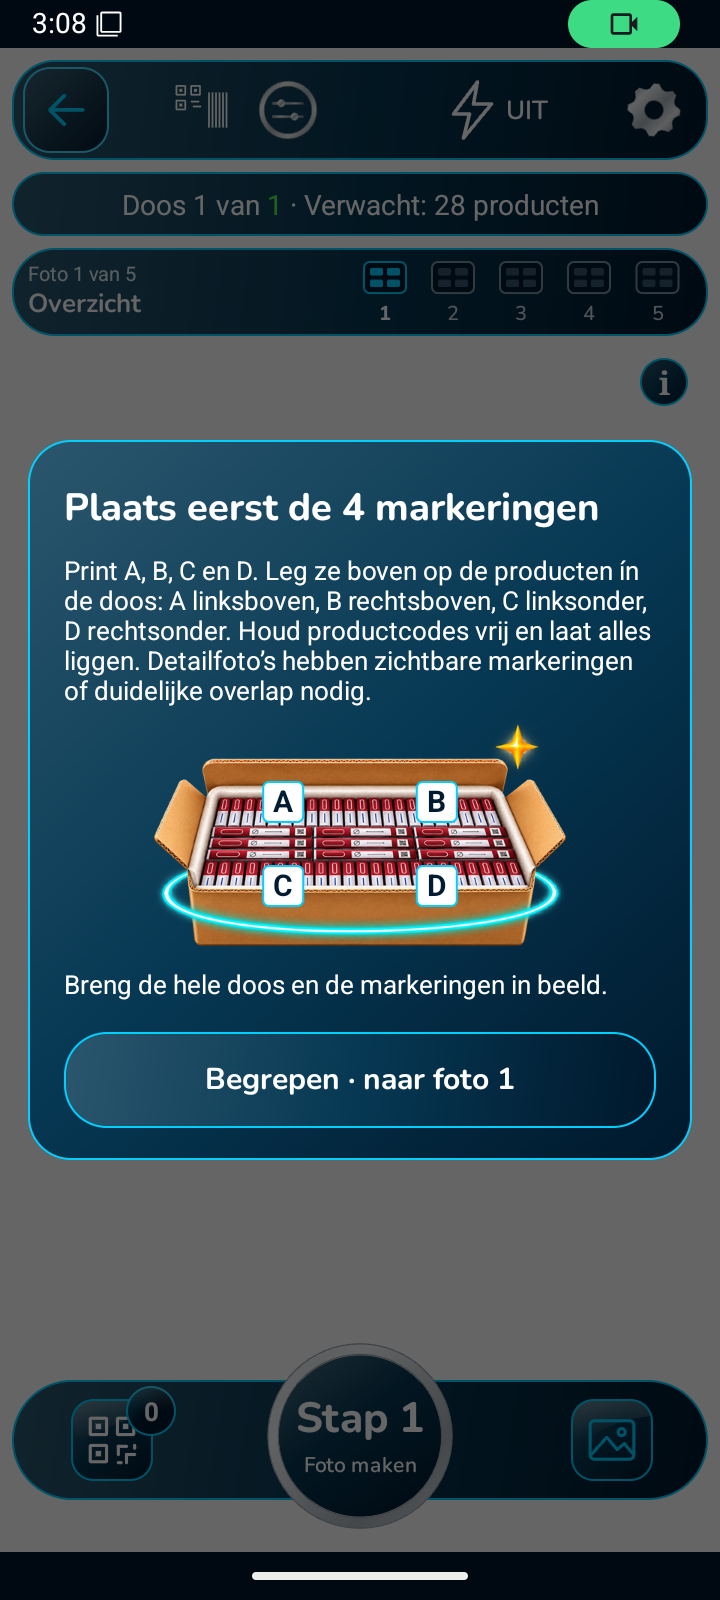 3:08
UIT
Doos 1 van 1 · Verwacht: 28 producten
Foto 1 van 5
Overzicht
1 2 3 4 5
i
Plaats eerst de 4 markeringen
Print A, B, C en D. Leg ze boven op de producten ín
de doos: A linksboven, B rechtsboven, C linksonder,
D rechtsonder. Houd productcodes vrij en laat alles
liggen. Detailfoto’s hebben zichtbare markeringen
of duidelijke overlap nodig.
A B
C D
Breng de hele doos en de markeringen in beeld.
Begrepen · naar foto 1
0
Stap 1
Foto maken